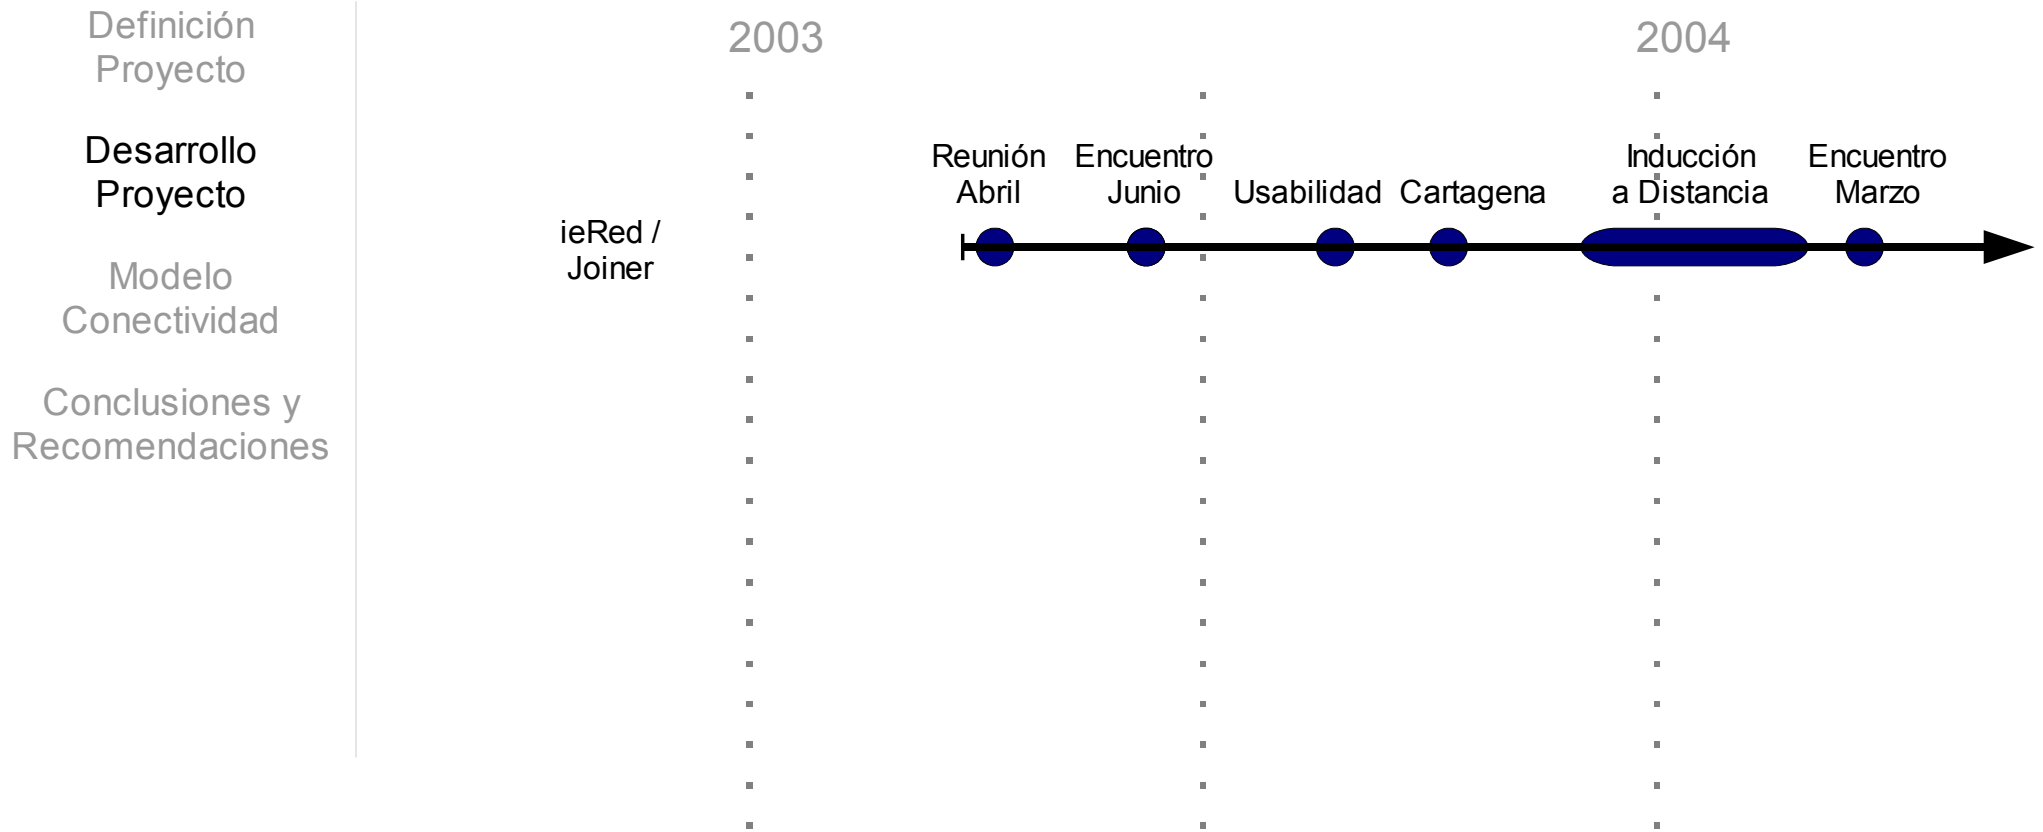 Definición
Proyecto
Desarrollo
Proyecto
Modelo
Conectividad
Conclusiones y
Recomendaciones
2003
2004
ieRed /
Joiner
Reunión
Abril
Encuentro
Junio
Usabilidad
Cartagena
Inducción
a Distancia
Encuentro
Marzo